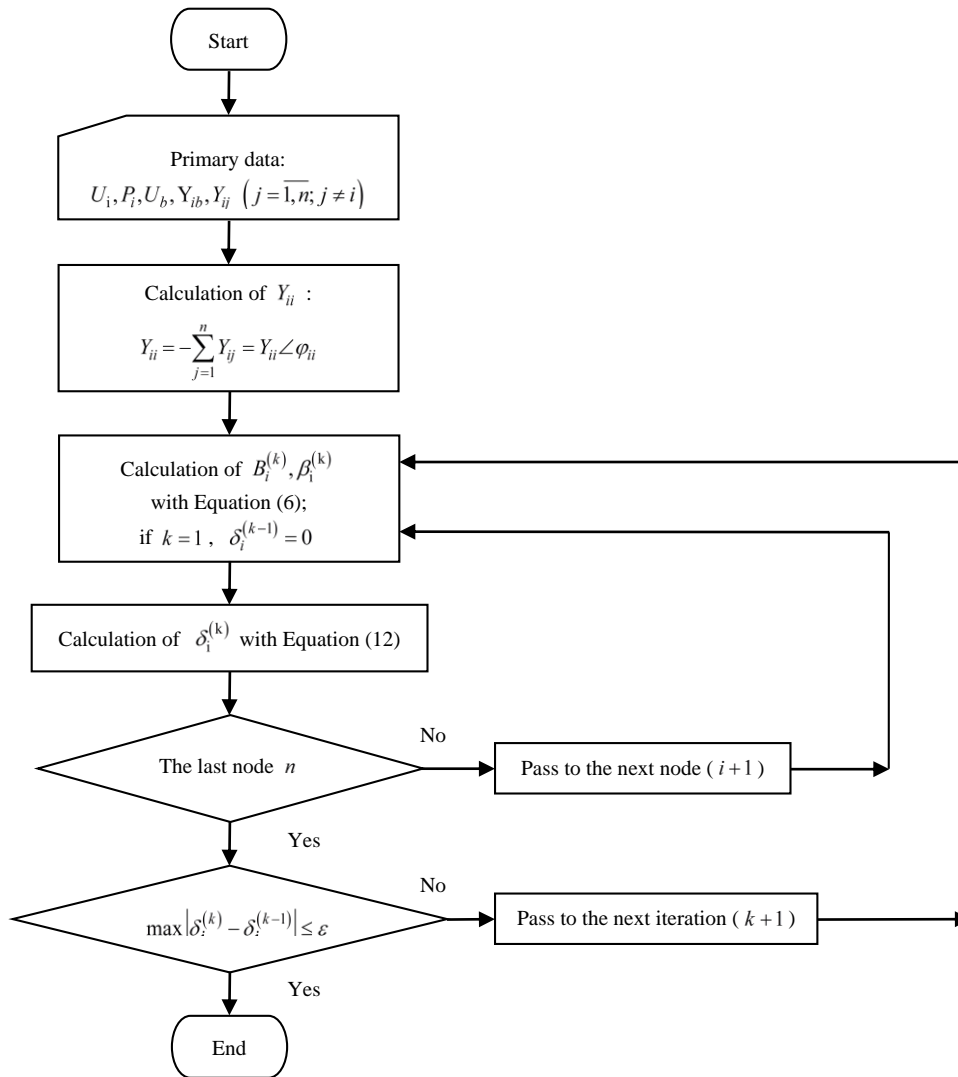 Start
Primary data:
U_i, P_i, U_b, Y_ib, Y_ij (j = \overline{1, n}; j ≠ i)
Calculation of Y_ii :
Y_ii = −∑_{j=1}^{n} Y_ij = Y_ii∠φ_ii
Calculation of B_i^(k), β_i^(k)
with Equation (6);
if k = 1 , δ_i^(k−1) = 0
Calculation of δ_i^(k) with Equation (12)
The last node n
No
Pass to the next node ( i+1 )
Yes
max|δ_i^(k) − δ_i^(k−1)| ≤ ε
No
Pass to the next iteration ( k+1 )
Yes
End